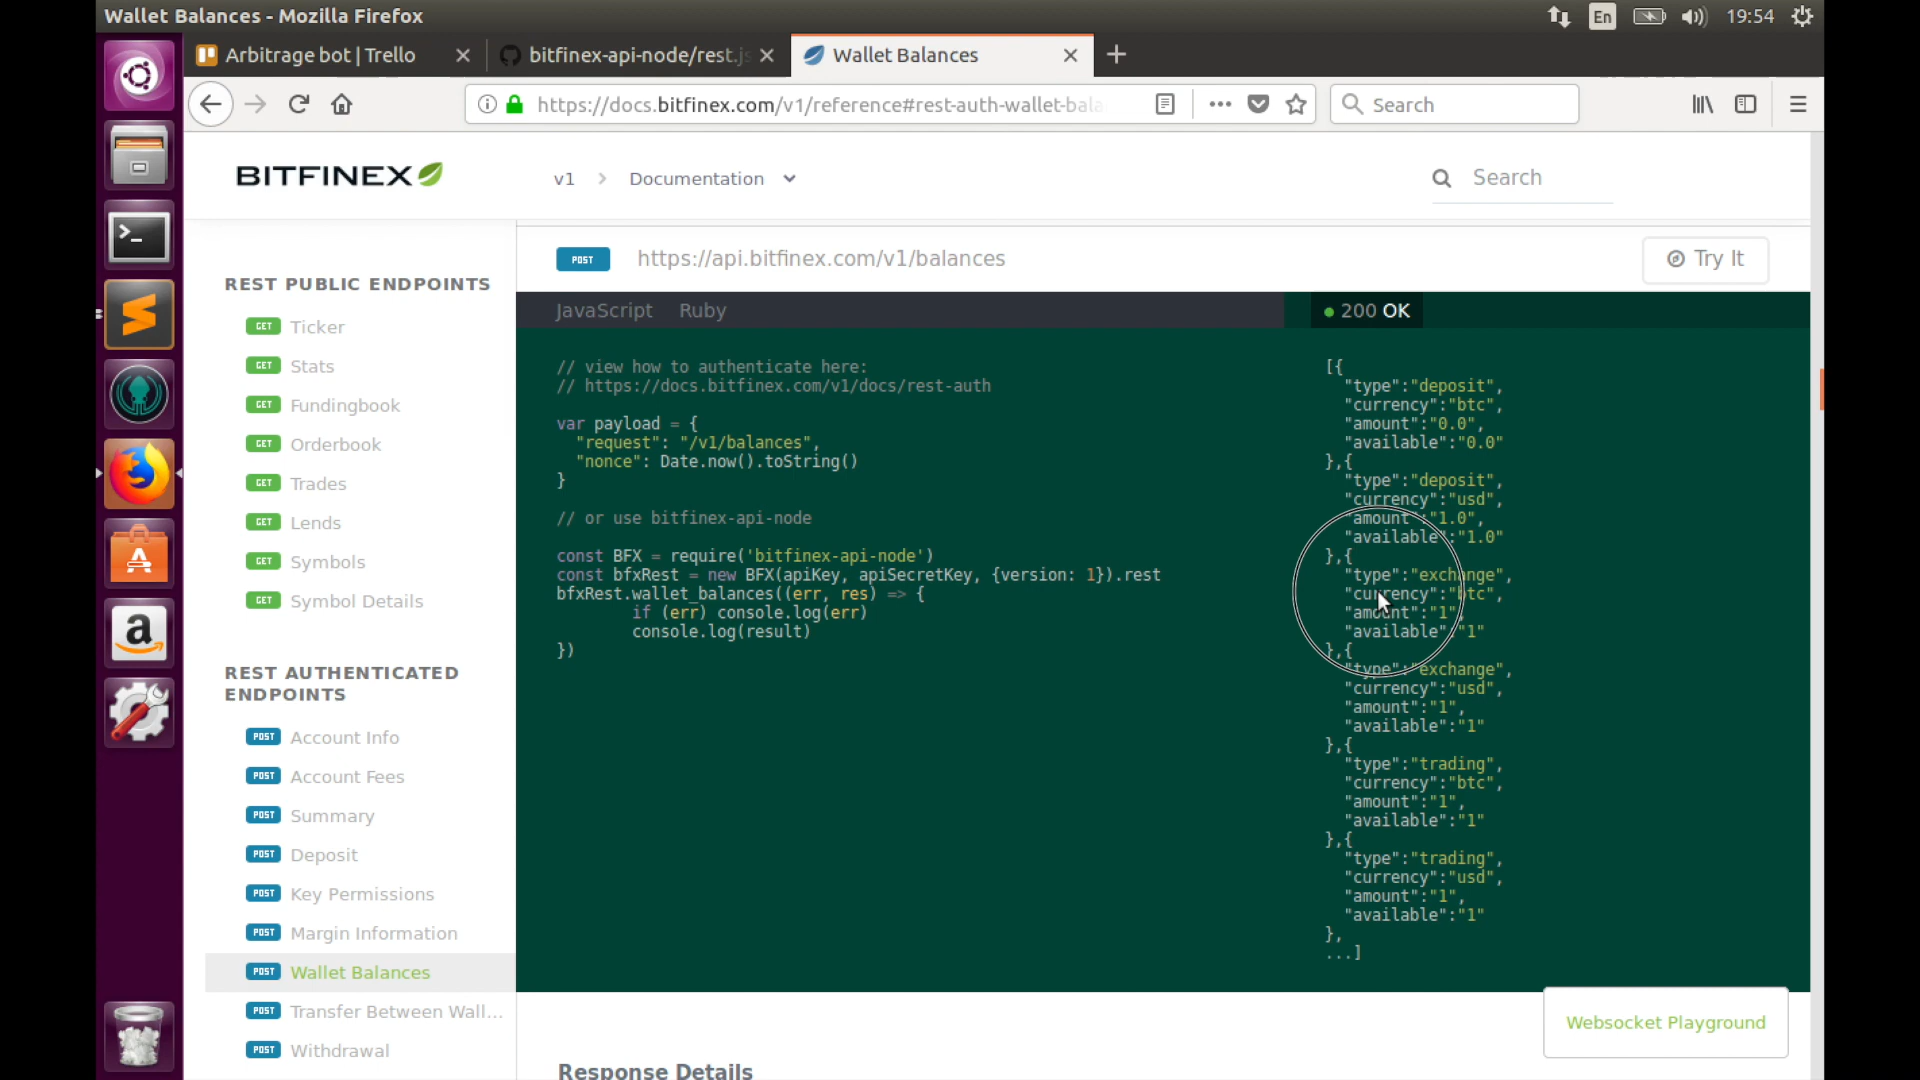 Wallet Balances - Mozilla Firefox
En
19:54
Arbitrage bot | Trello
bitfinex-api-node/rest.js
Wallet Balances
https://docs.bitfinex.com/v1/reference#rest-auth-wallet-bala
Search
BITFINEX
v1
Documentation
Search
POST https://api.bitfinex.com/v1/balances
Try It
REST PUBLIC ENDPOINTS
GET Ticker
GET Stats
GET Fundingbook
GET Orderbook
GET Trades
GET Lends
GET Symbols
GET Symbol Details
REST AUTHENTICATED
ENDPOINTS
POST Account Info
POST Account Fees
POST Summary
POST Deposit
POST Key Permissions
POST Margin Information
POST Wallet Balances
POST Transfer Between Wall...
POST Withdrawal
JavaScript Ruby
// view how to authenticate here:
// https://docs.bitfinex.com/v1/docs/rest-auth
var payload = {
"request": "/v1/balances",
"nonce": Date.now().toString()
}
// or use bitfinex-api-node
const BFX = require('bitfinex-api-node')
const bfxRest = new BFX(apiKey, apiSecretKey, {version: 1}).rest
bfxRest.wallet_balances((err, res) => {
if (err) console.log(err)
console.log(result)
})
200 OK
[{
"type":"deposit",
"currency":"btc",
"amount":"0.0",
"available":"0.0"
},{
"type":"deposit",
"currency":"usd",
"amount":"1.0",
"available":"1.0"
},{
"type":"exchange",
"currency":"btc",
"amount":"1",
"available":"1"
},{
"type":"exchange",
"currency":"usd",
"amount":"1",
"available":"1"
},{
"type":"trading",
"currency":"btc",
"amount":"1",
"available":"1"
},{
"type":"trading",
"currency":"usd",
"amount":"1",
"available":"1"
},
...]
Websocket Playground
Response Details